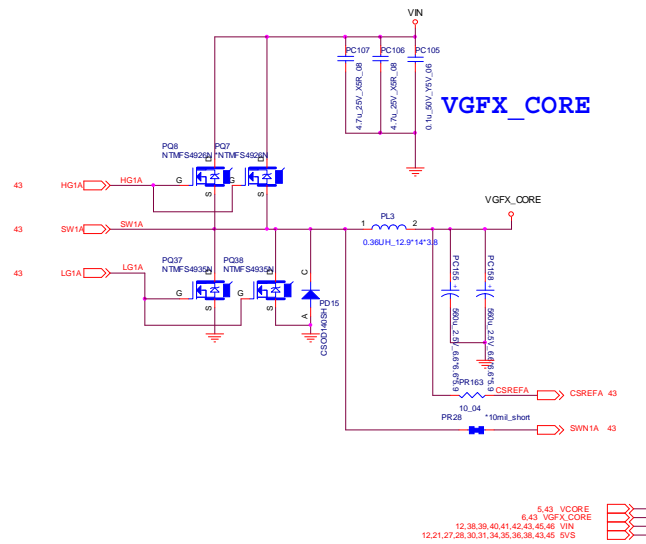 VIN
PC107
PC106
PC105
4.7u_25V_X5R_08
4.7u_25V_X5R_08
0.1u_50V_Y5V_06
VGFX_CORE
PQ8
PQ7
NTMFS4926N
*NTMFS4926N
D
D
43 HG1A
HG1A
G
G
S
S
VGFX_CORE
43 SW1A
SW1A
1
PL3
2
0.36UH_12.9*14*3.8
43 LG1A
LG1A
PQ37
PQ38
NTMFS4935N
NTMFS4935N
D
D
G
G
S
S
C
A
PD15
CSOD140SH
PC155
+
PC158
+
560u_2.5V_6.6*6.6*5.9
560u_2.5V_6.6*6.6*5.9
PR163
CSREFA
CSREFA 43
10_04
PR28
*10mil_short
SWN1A 43
5,43 VCORE
6,43 VGFX_CORE
12,38,39,40,41,42,43,45,46 VIN
12,21,27,28,30,31,34,35,36,38,43,45 5VS